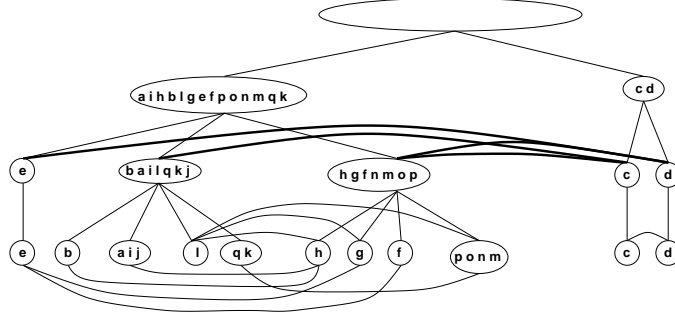 a i h b l g e f p o n m q k
c d
e
b a i l q k j
h g f n m o p
c
d
e
b
a i j
l
q k
h
g
f
p o n m
c
d